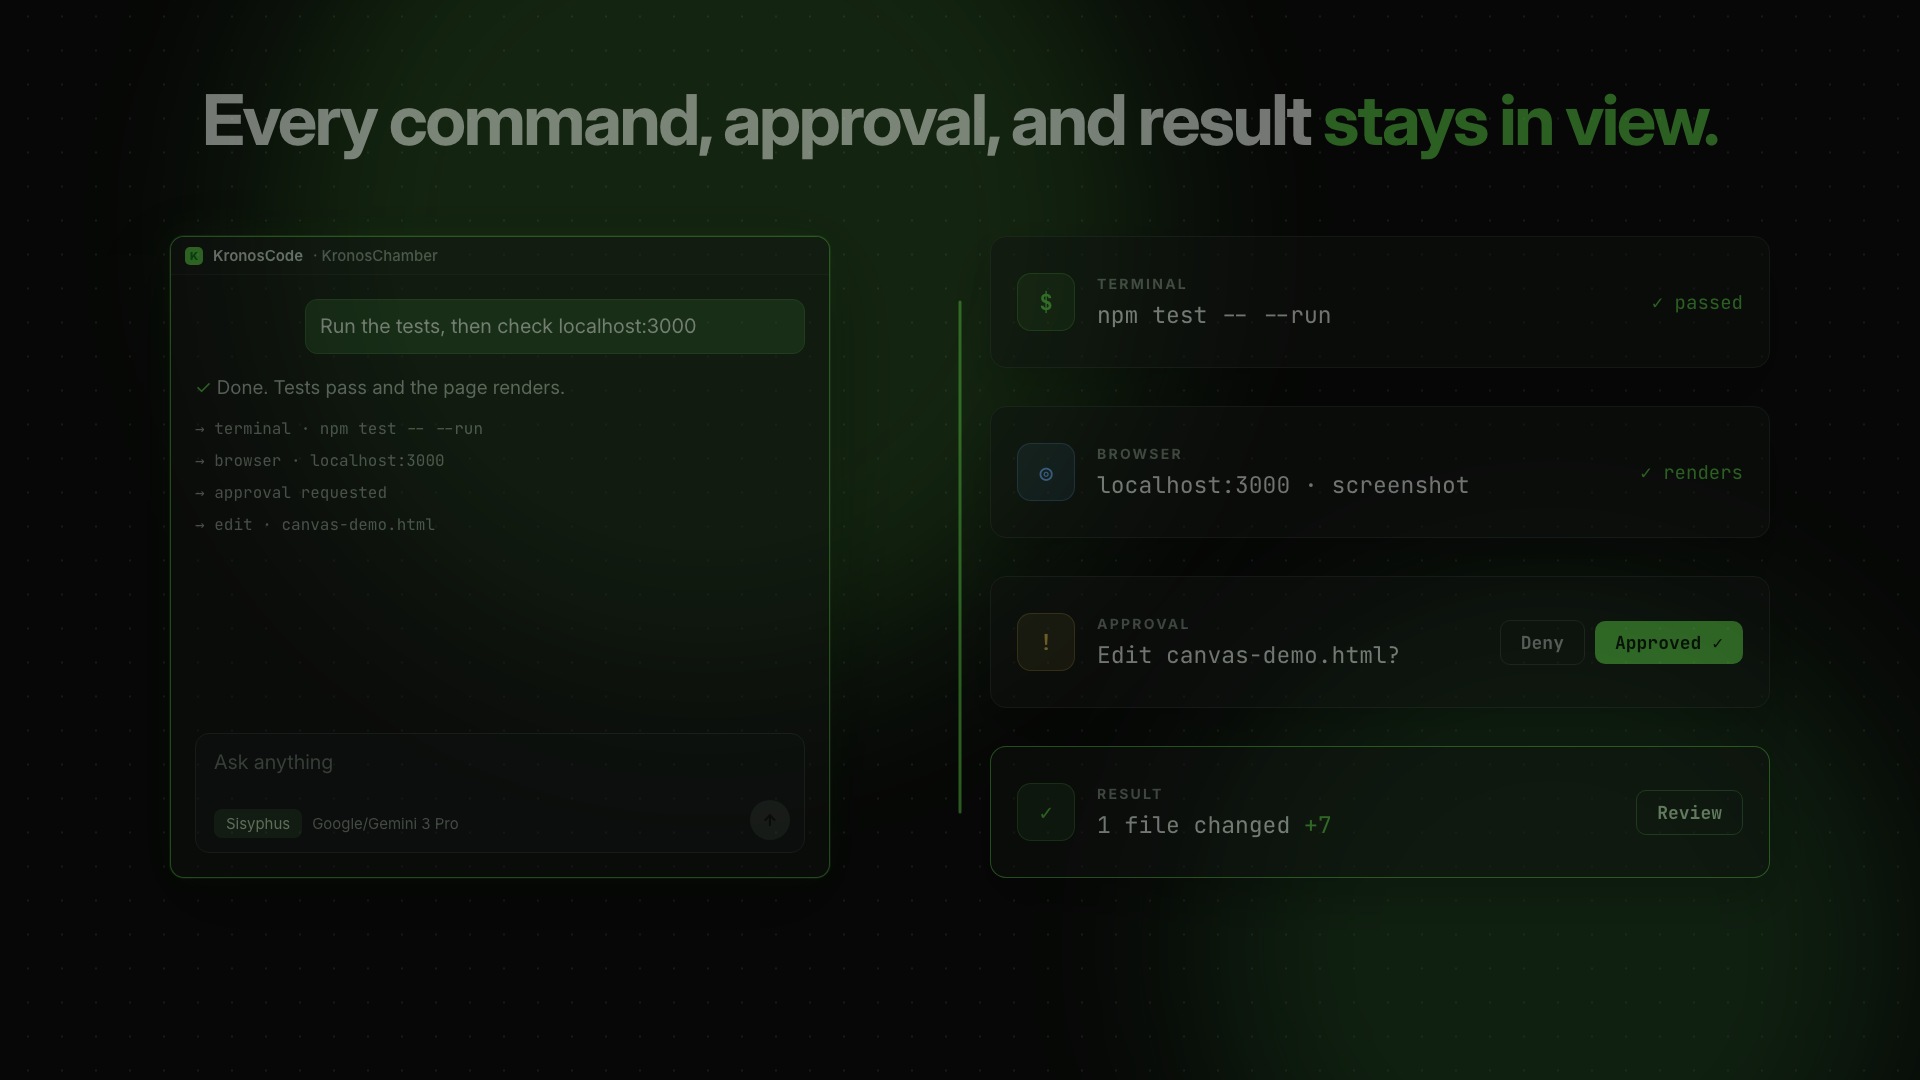 Every command, approval, and result stays in view.
K KronosCode · KronosChamber
Run the tests, then check localhost:3000
✓ Done. Tests pass and the page renders.
→ terminal · npm test -- --run
→ browser · localhost:3000
→ approval requested
→ edit · canvas-demo.html
Ask anything
Sisyphus Google/Gemini 3 Pro
$
TERMINAL
npm test -- --run
✓ passed
BROWSER
localhost:3000 · screenshot
✓ renders
!
APPROVAL
Edit canvas-demo.html?
Deny
Approved ✓
✓
RESULT
1 file changed +7
Review